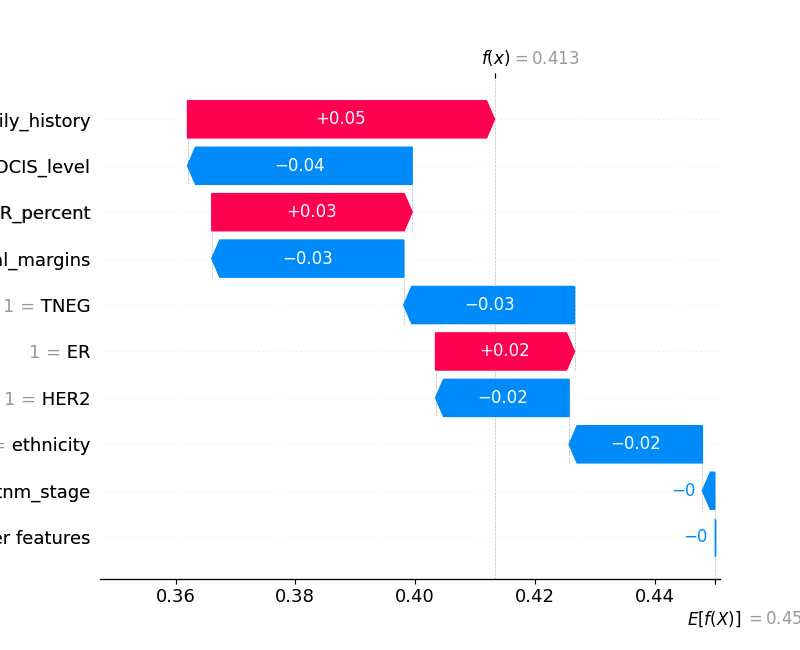 f(x) = 0.413
ily_history +0.05
DCIS_level −0.04
R_percent +0.03
al_margins −0.03
1 = TNEG −0.03
1 = ER +0.02
1 = HER2 −0.02
= ethnicity −0.02
tnm_stage −0
er features −0
0.36 0.38 0.40 0.42 0.44
E[f(X)] = 0.45